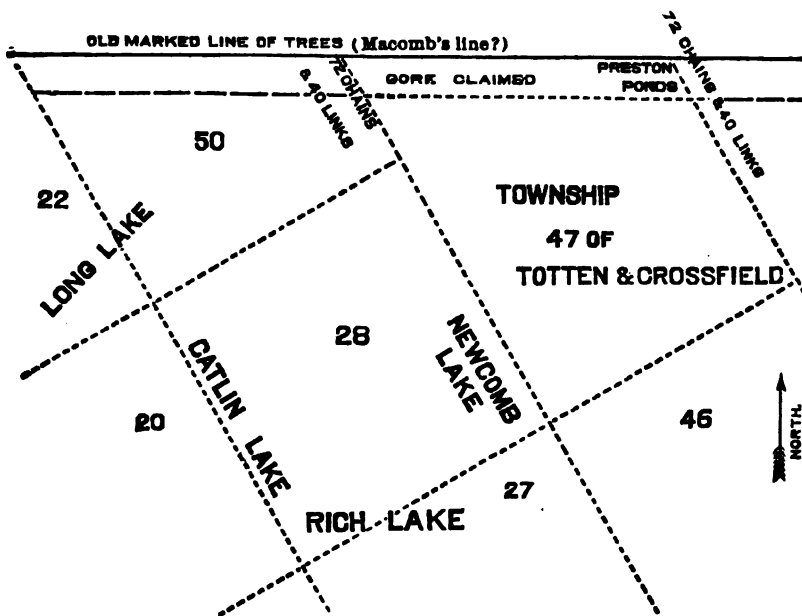 OLD MARKED LINE OF TREES (Macomb's line?)
72 CHAINS
& 40 LINKS
GORE CLAIMED
PRESTON
PONDS
72 CHAINS & 40 LINKS
50
22
LONG LAKE
TOWNSHIP
47 OF
TOTTEN & CROSSFIELD
28
NEWCOMB
LAKE
CATLIN LAKE
20
46
NORTH.
27
RICH LAKE